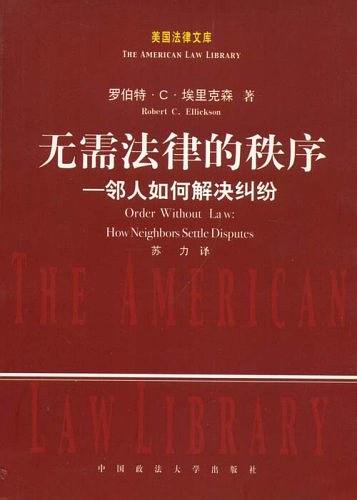 美国法律文库
THE AMERICAN LAW LIBRARY
罗伯特·C·埃里克森 著
Robert C. Ellickson
无需法律的秩序
—邻人如何解决纠纷
Order Without Law:
How Neighbors Settle Disputes
苏 力 译
THE AMERICAN
LAW LIBRARY
中国政法大学出版社